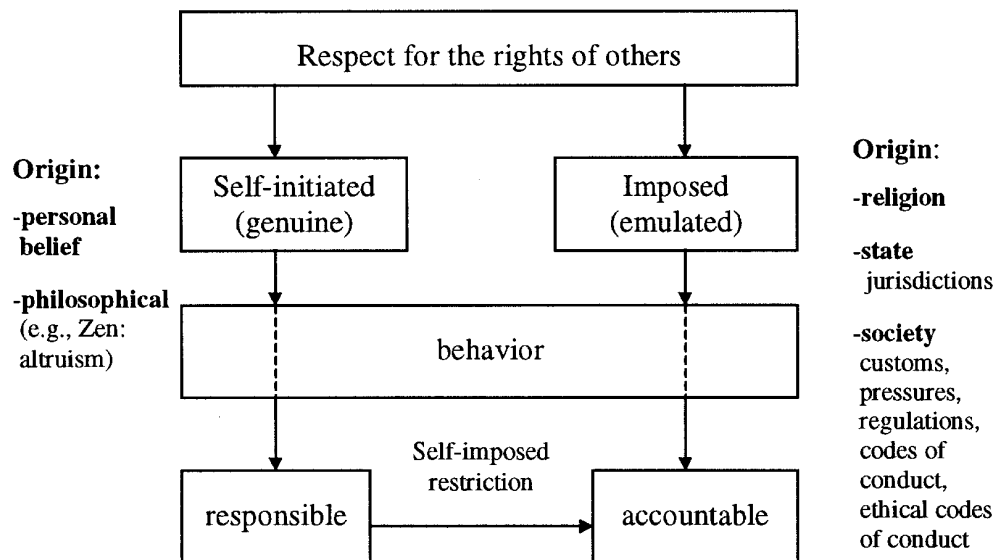 Respect for the rights of others
Origin:
-personal
belief
-philosophical
(e.g., Zen:
altruism)
Self-initiated
(genuine)
Imposed
(emulated)
Origin:
-religion
-state
jurisdictions
-society
customs,
pressures,
regulations,
codes of
conduct,
ethical codes
of conduct
behavior
Self-imposed
restriction
responsible
accountable